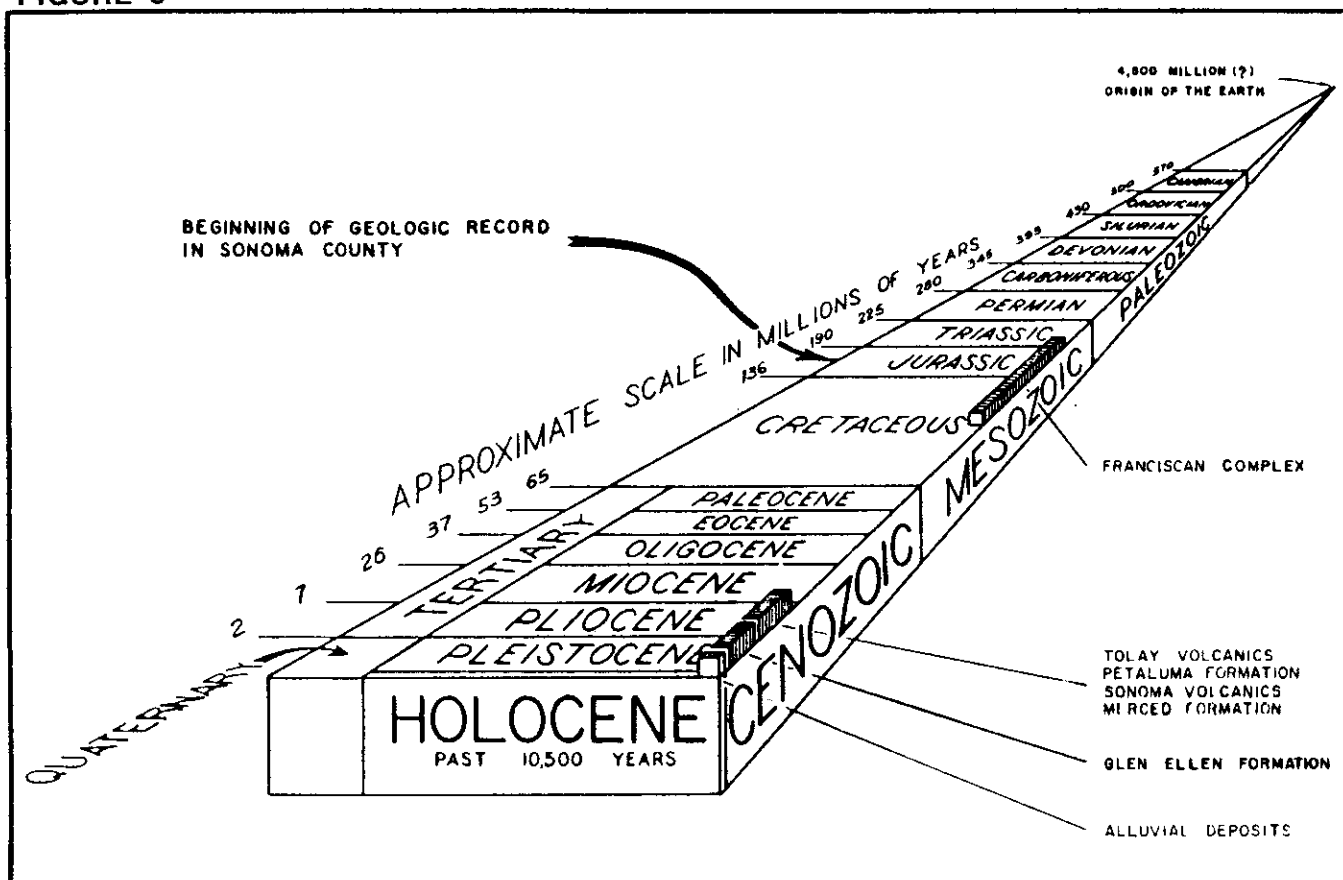 FIGURE
MILLION (?)
ORIGIN OF THE EARTH
BEGINNING OF GEOLOGIC RECORD
IN SONOMA COUNTY
APPROXIMATE SCALE IN MILLIONS OF YEARS
570
500
430
395
345
280
225
190
136
65
53
37
26
7
2
CAMBRIAN
ORDOVICIAN
SILURIAN
DEVONIAN
CARBONIFEROUS
PERMIAN
PALEOZOIC
TRIASSIC
JURASSIC
CRETACEOUS
MESOZOIC
FRANCISCAN COMPLEX
TERTIARY
PALEOCENE
EOCENE
OLIGOCENE
MIOCENE
PLIOCENE
PLEISTOCENE
CENOZOIC
QUATERNARY
HOLOCENE
PAST 10,500 YEARS
TOLAY VOLCANICS
PETALUMA FORMATION
SONOMA VOLCANICS
MERCED FORMATION
GLEN ELLEN FORMATION
ALLUVIAL DEPOSITS